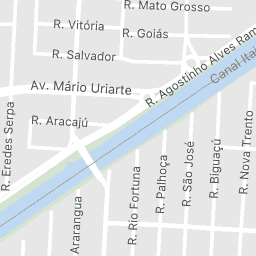 R. Mato Grosso
R. Vitória
R. Goiás
R. Salvador
Av. Mário Uriarte
R. Agostinho Alves Ram
Canal Ita
R. Aracajú
R. Eredes Serpa
Araranguá
R. Rio Fortuna
R. Palhoça
R. São José
R. Biguaçú
R. Nova Trento